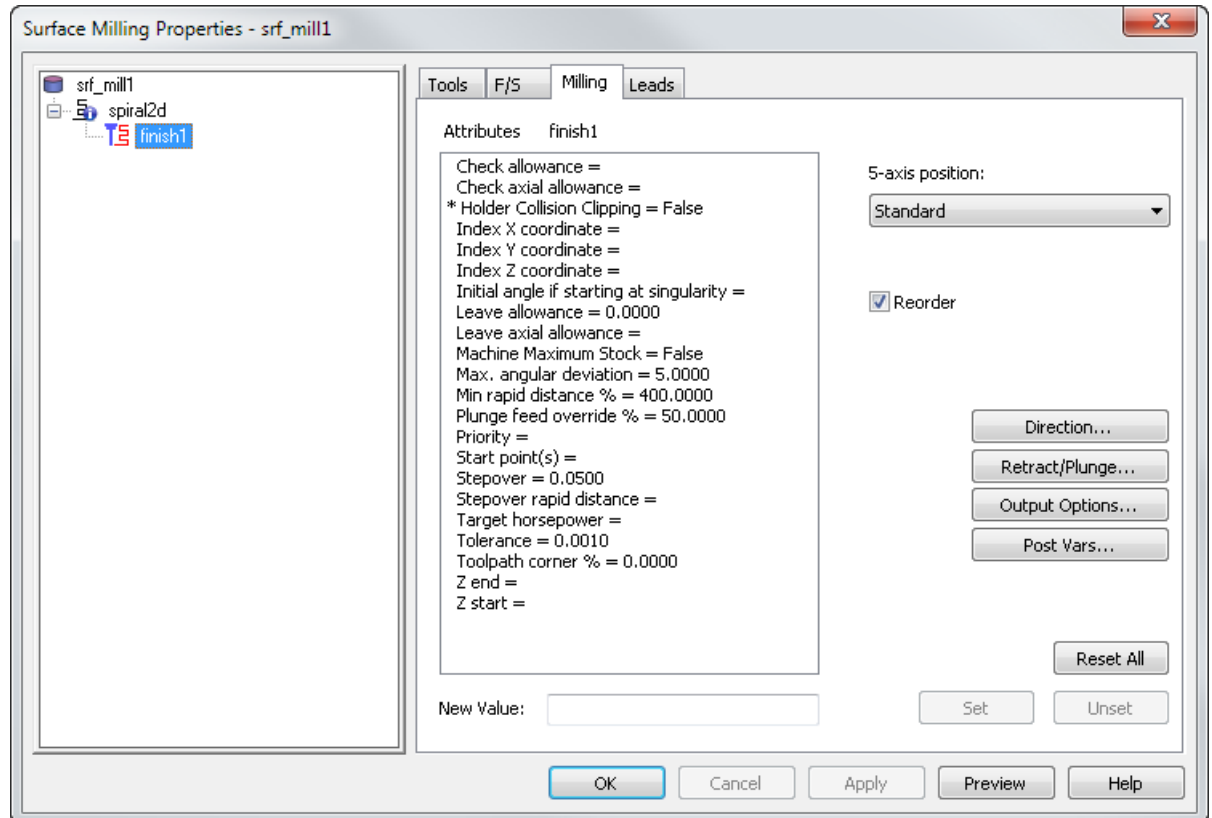 Surface Milling Properties - srf_mill1
srf_mill1
spiral2d
finish1
Tools
F/S
Milling
Leads
Attributes finish1
Check allowance =
Check axial allowance =
* Holder Collision Clipping = False
Index X coordinate =
Index Y coordinate =
Index Z coordinate =
Initial angle if starting at singularity =
Leave allowance = 0.0000
Leave axial allowance =
Machine Maximum Stock = False
Max. angular deviation = 5.0000
Min rapid distance % = 400.0000
Plunge feed override % = 50.0000
Priority =
Start point(s) =
Stepover = 0.0500
Stepover rapid distance =
Target horsepower =
Tolerance = 0.0010
Toolpath corner % = 0.0000
Z end =
Z start =
5-axis position:
Standard
Reorder
Direction...
Retract/Plunge...
Output Options...
Post Vars...
Reset All
New Value:
Set
Unset
OK
Cancel
Apply
Preview
Help